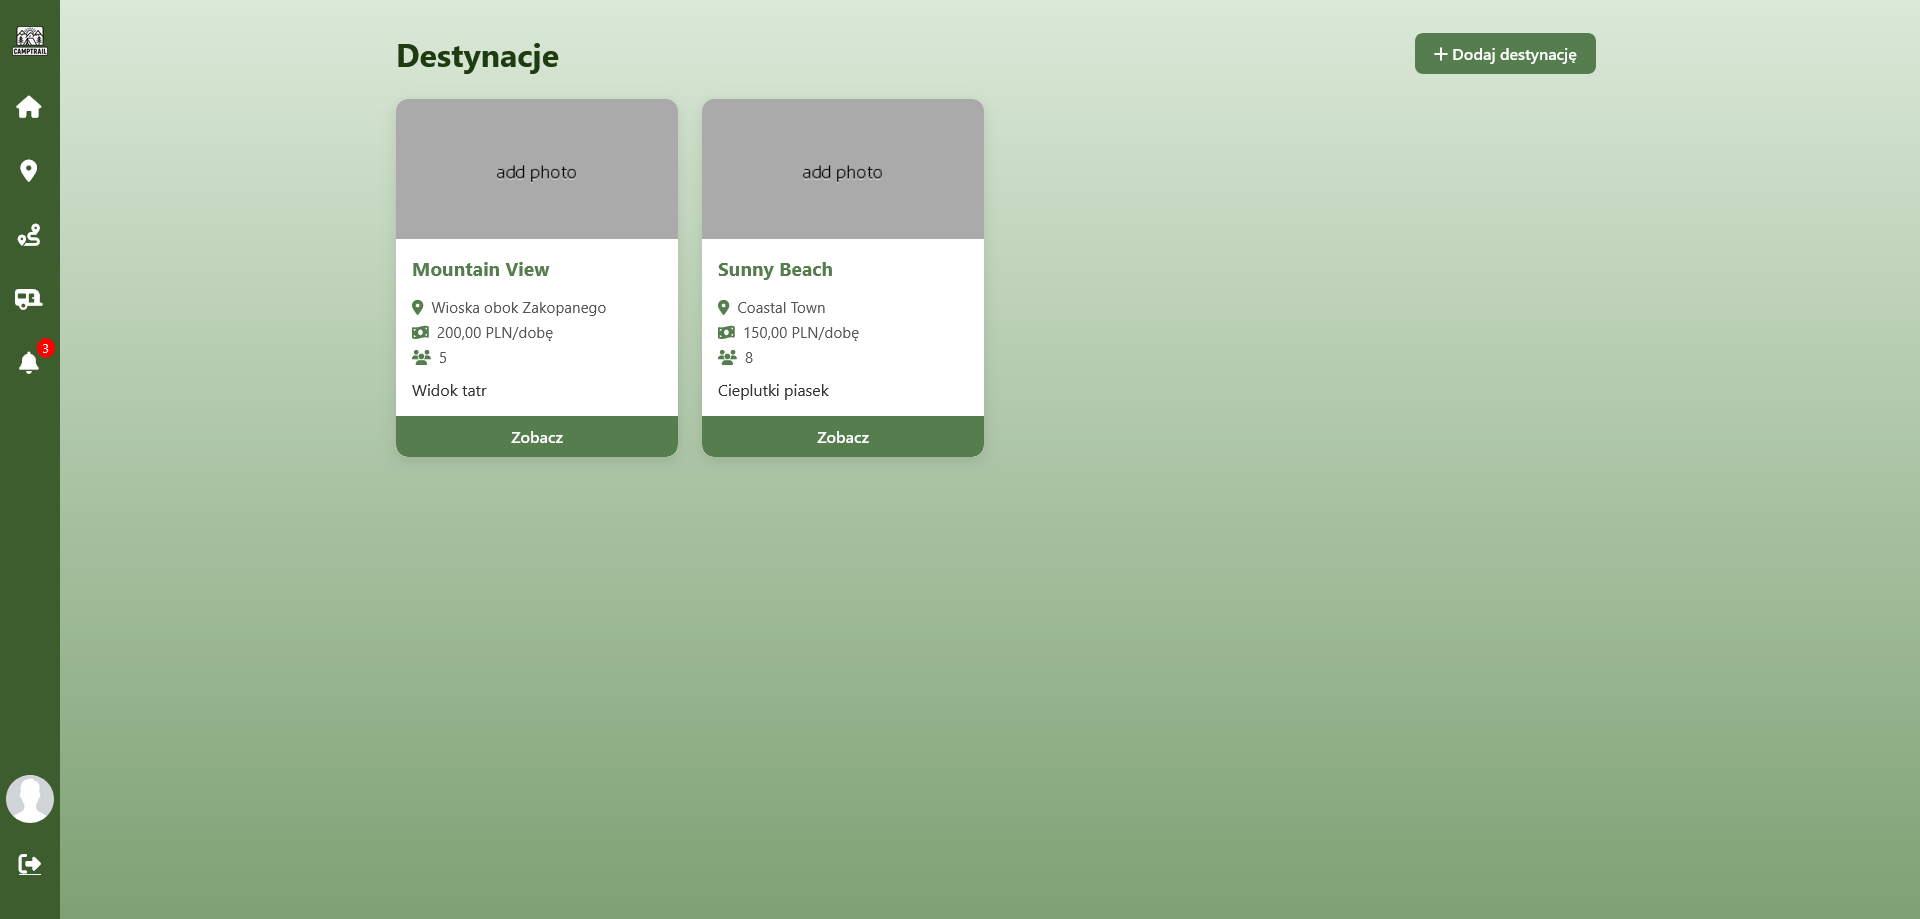 CAMPTRAIL
Destynacje
Dodaj destynację
add photo
Mountain View
Wioska obok Zakopanego
200,00 PLN/dobę
5
Widok tatr
Zobacz
add photo
Sunny Beach
Coastal Town
150,00 PLN/dobę
8
Cieplutki piasek
Zobacz
3